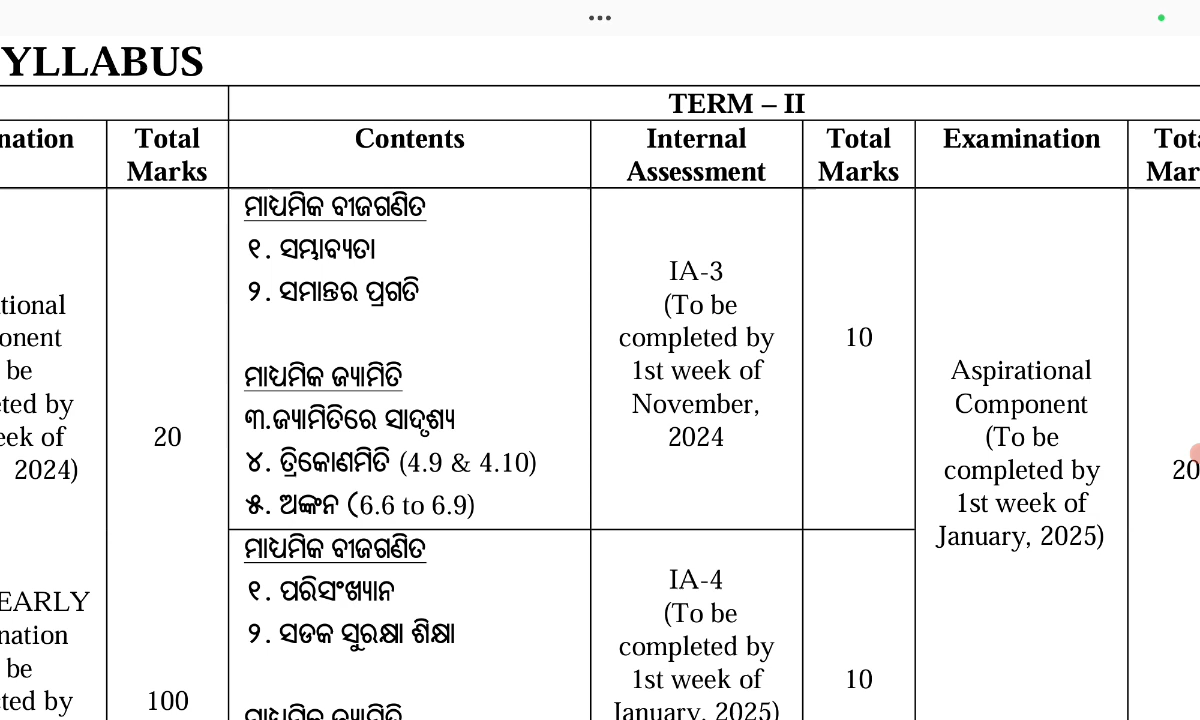 YLLABUS
TERM – II
nation
Total
Marks
Contents
Internal
Assessment
Total
Marks
Examination
Tota
Mar
tional
onent
be
eted by
eek of
2024)
20
EARLY
nation
be
cted by
100
ମାଧ୍ୟମିକ ବୀଜଗଣିତ
୧. ସମ୍ଭାବ୍ୟତା
୨. ସମାନ୍ତର ପ୍ରଗତି
ମାଧ୍ୟମିକ ଜ୍ୟାମିତି
୩.ଜ୍ୟାମିତିରେ ସାଦୃଶ୍ୟ
୪. ତ୍ରିକୋଣମିତି (4.9 & 4.10)
୫. ଅଙ୍କନ (6.6 to 6.9)
IA-3
(To be
completed by
1st week of
November,
2024
10
Aspirational
Component
(To be
completed by
1st week of
January, 2025)
20
ମାଧ୍ୟମିକ ବୀଜଗଣିତ
୧. ପରିସଂଖ୍ୟାନ
୨. ସଡକ ସୁରକ୍ଷା ଶିକ୍ଷା
ମାଧ୍ୟମିକ ଜ୍ୟାମିତି
IA-4
(To be
completed by
1st week of
January, 2025)
10